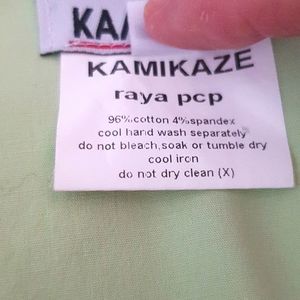 KAM
KAMIKAZE
raya pcp
96%cotton 4%spandex
cool hand wash separately
do not bleach,soak or tumble dry
cool iron
do not dry clean (X)